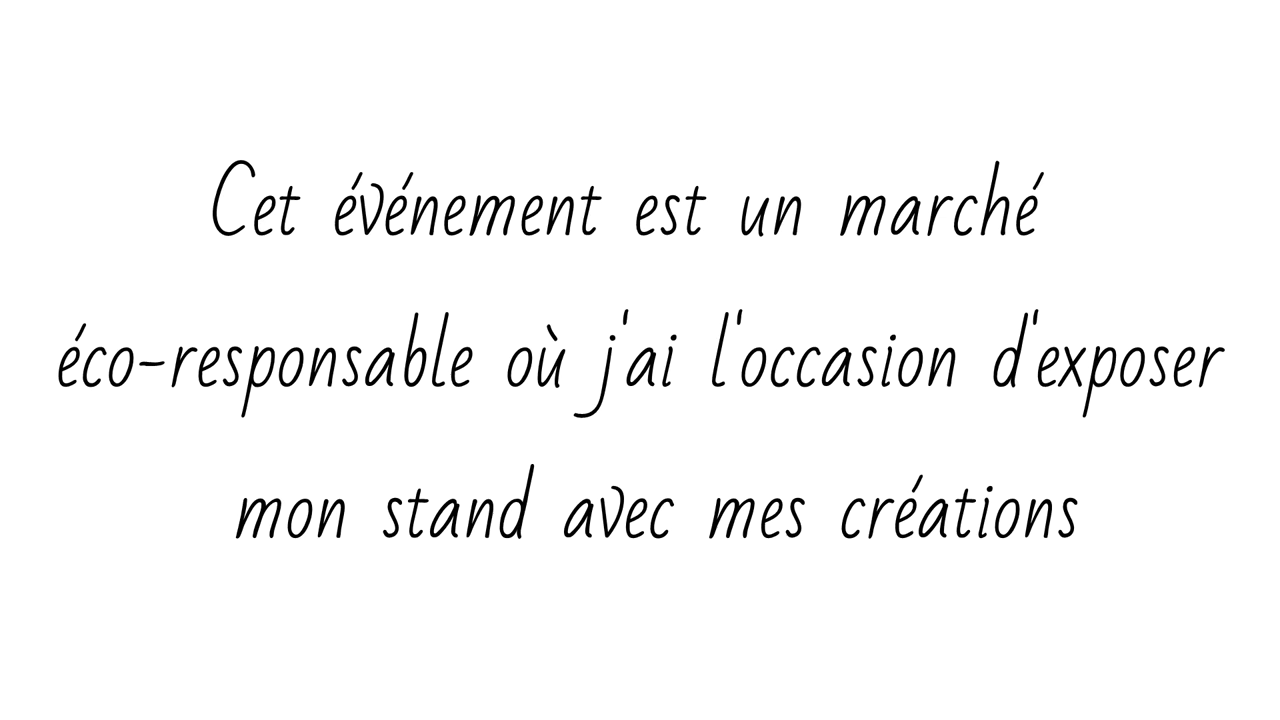 Cet événement est un marché
éco-responsable où j'ai l'occasion d'exposer
mon stand avec mes créations